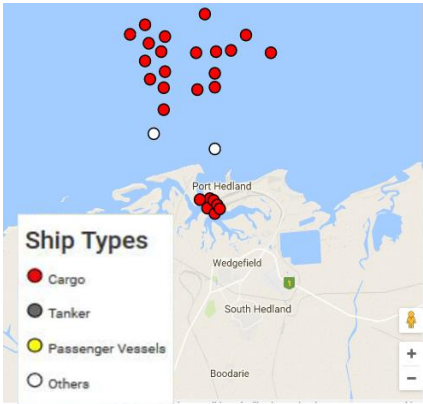 Port Hedland
Ship Types
Cargo
Tanker
Passenger Vessels
Others
Wedgefield
1
South Hedland
Boodarie
+
−